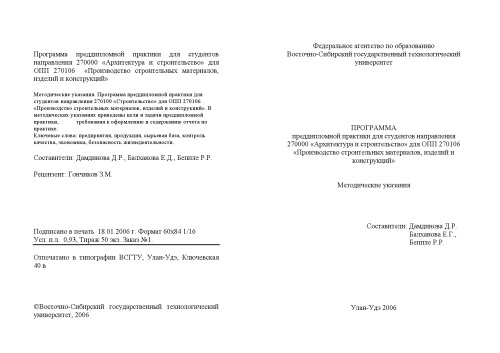 Программа преддипломной практики для студентов
направления 270000 «Архитектура и строительство» для
ОПП 270106 «Производство строительных материалов,
изделий и конструкций»
Методические указания. Программа преддипломной практики для
студентов направления 270100 «Строительство» для ОПП 270106
«Производство строительных материалов, изделий и конструкций». В
методических указаниях приведены цели и задачи преддипломной
практики, требования к оформлению и содержанию отчета по
практике.
Ключевые слова: предприятия, продукция, сырьевая база, контроль
качества, экономика, безопасность жизнедеятельности.
Составители: Дамдинова Д.Р., Балханова Е.Д., Беппле Р.Р.
Рецензент: Гончиков З.М.
Подписано в печать 18.01.2006 г. Формат 60х84 1/16
Усл. п.л. 0,93, Тираж 50 экз. Заказ №1.
Отпечатано в типографии ВСГТУ, Улан-Удэ, Ключевская
40 в
©Восточно-Сибирский государственный технологический
университет, 2006
Федеральное агентство по образованию
Восточно-Сибирский государственный технологический
университет
ПРОГРАММА
преддипломной практики для студентов направления
270000 «Архитектура и строительство» для ОПП 270106
«Производство строительных материалов, изделий и
конструкций»
Методические указания
Составители: Дамдинова Д.Р.
Балханова Е.Г.,
Беппле Р.Р.
Улан-Удэ 2006